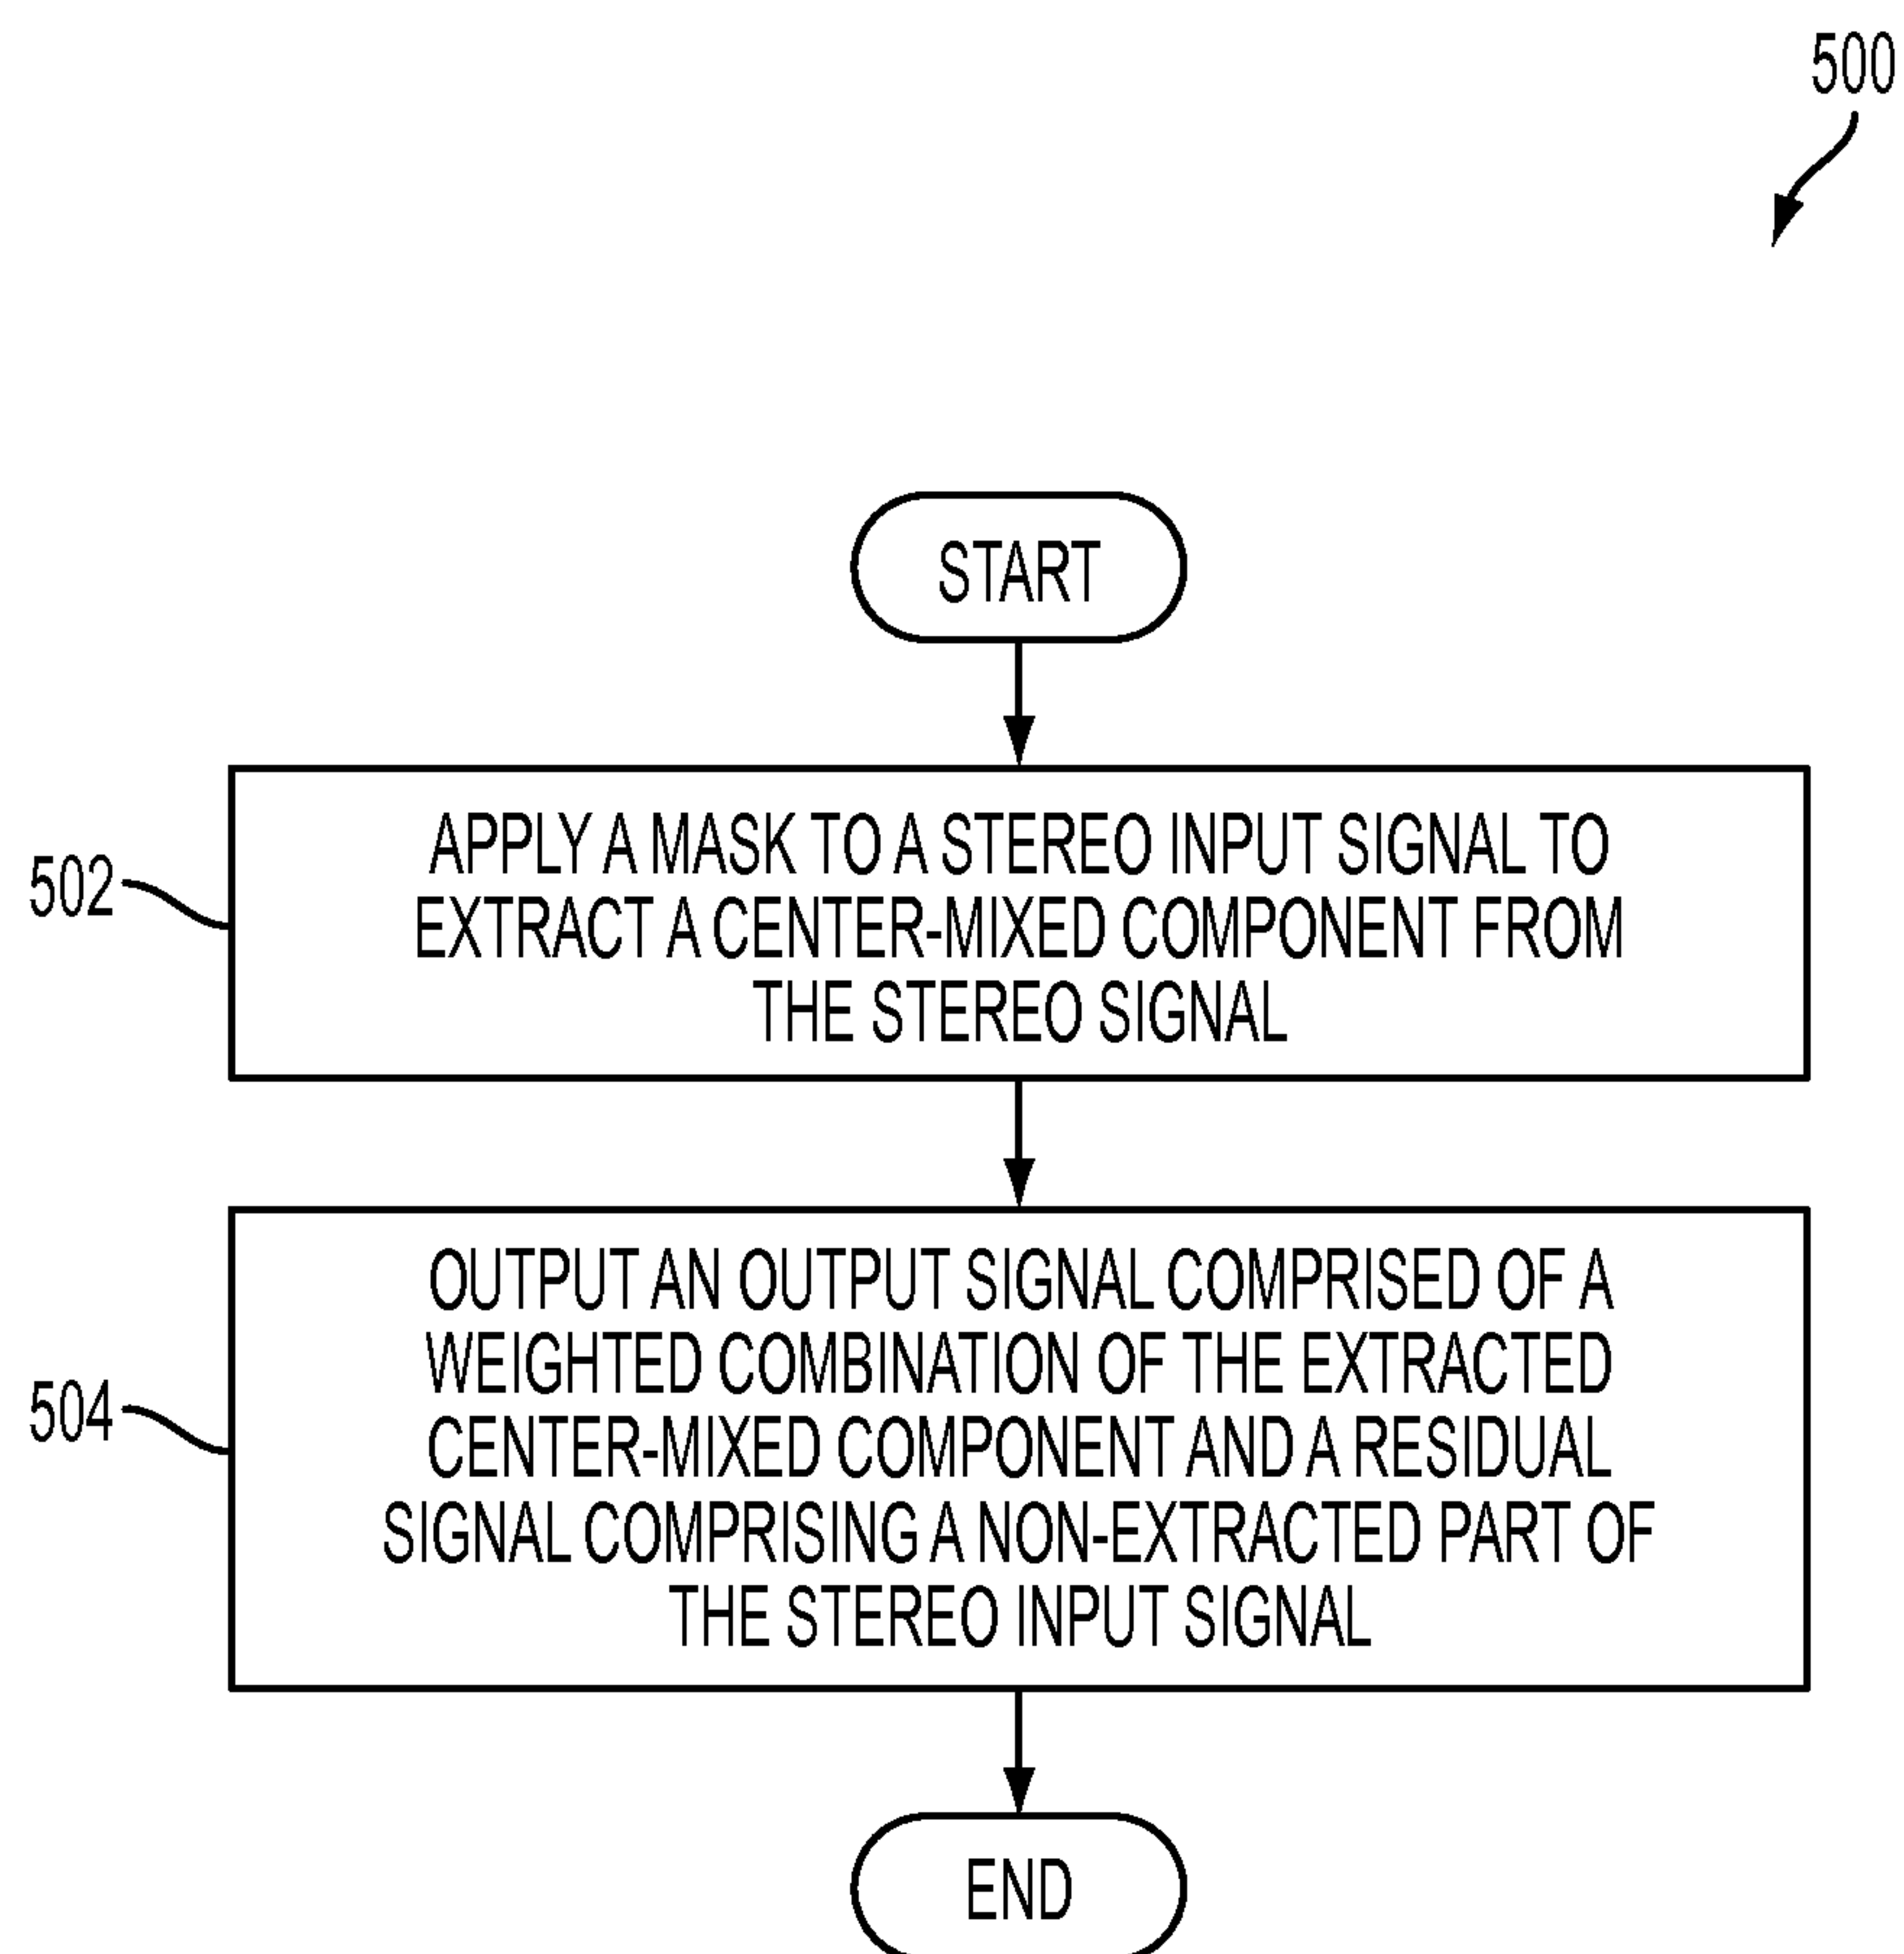 500
START
502
APPLY A MASK TO A STEREO INPUT SIGNAL TO
EXTRACT A CENTER-MIXED COMPONENT FROM
THE STEREO SIGNAL
504
OUTPUT AN OUTPUT SIGNAL COMPRISED OF A
WEIGHTED COMBINATION OF THE EXTRACTED
CENTER-MIXED COMPONENT AND A RESIDUAL
SIGNAL COMPRISING A NON-EXTRACTED PART OF
THE STEREO INPUT SIGNAL
END